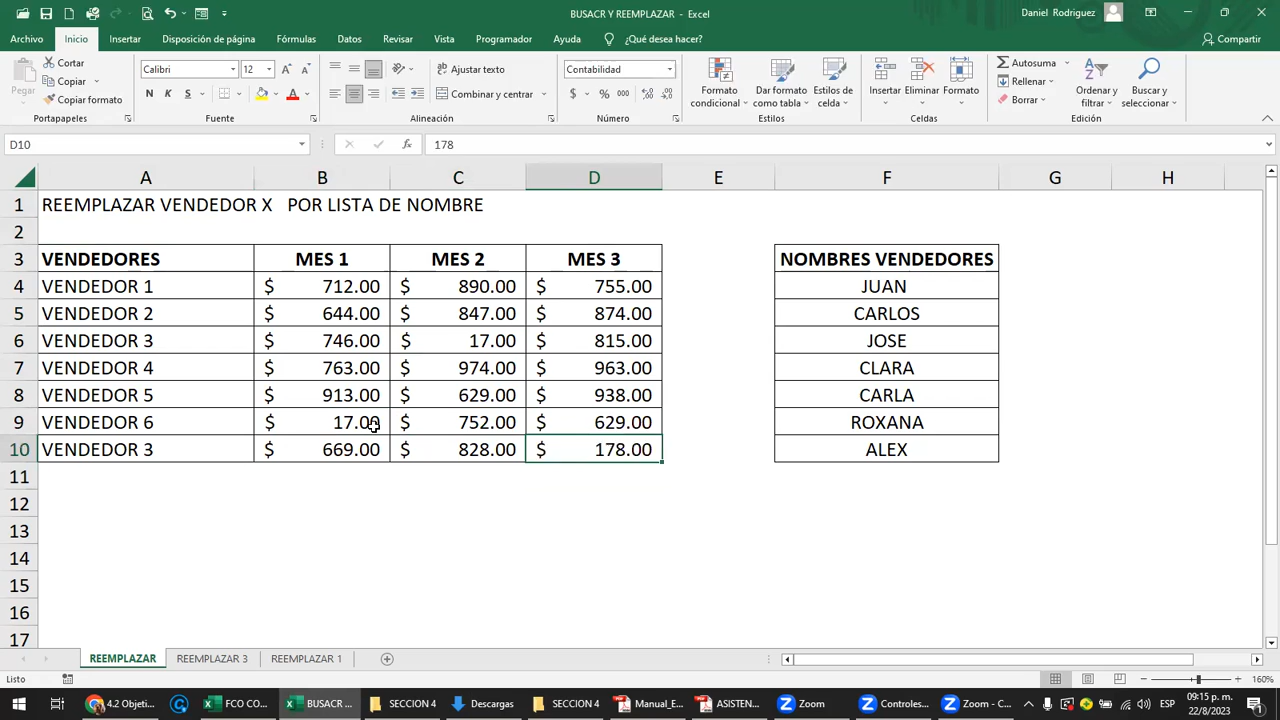 BUSACR Y REEMPLAZAR - Excel
Daniel Rodriguez
Archivo Inicio Insertar Disposición de página Fórmulas Datos Revisar Vista Programador Ayuda ¿Qué desea hacer? Compartir
Pegar
Cortar
Copiar
Copiar formato
Portapapeles
Calibri 12
N K S A
Fuente
Ajustar texto
Combinar y centrar
Alineación
Contabilidad
$ % 000
Número
Formato condicional
Dar formato como tabla
Estilos de celda
Estilos
Insertar
Eliminar
Formato
Celdas
Autosuma
Rellenar
Borrar
Ordenar y filtrar
Buscar y seleccionar
Edición
D10 fx 178
A B C D E F G H
1 REEMPLAZAR VENDEDOR X POR LISTA DE NOMBRE
2
3 VENDEDORES MES 1 MES 2 MES 3 NOMBRES VENDEDORES
4 VENDEDOR 1 $ 712.00 $ 890.00 $ 755.00 JUAN
5 VENDEDOR 2 $ 644.00 $ 847.00 $ 874.00 CARLOS
6 VENDEDOR 3 $ 746.00 $ 17.00 $ 815.00 JOSE
7 VENDEDOR 4 $ 763.00 $ 974.00 $ 963.00 CLARA
8 VENDEDOR 5 $ 913.00 $ 629.00 $ 938.00 CARLA
9 VENDEDOR 6 $ 17.00 $ 752.00 $ 629.00 ROXANA
10 VENDEDOR 3 $ 669.00 $ 828.00 $ 178.00 ALEX
11
12
13
14
15
16
17
REEMPLAZAR REEMPLAZAR 3 REEMPLAZAR 1
Listo 160%
4.2 Objeti... FCO CO... BUSACR ... SECCION 4 Descargas SECCION 4 Manual_E... ASISTEN... Zoom Controles... Zoom - C... ESP 09:15 p. m.
22/8/2023